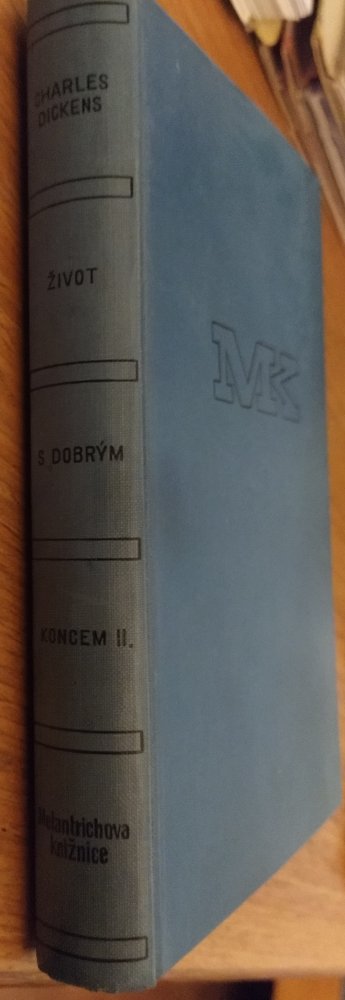 CHARLES
DICKENS
ŽIVOT
S DOBRÝM
KONCEM II.
Melantrichova
knižnice
MK